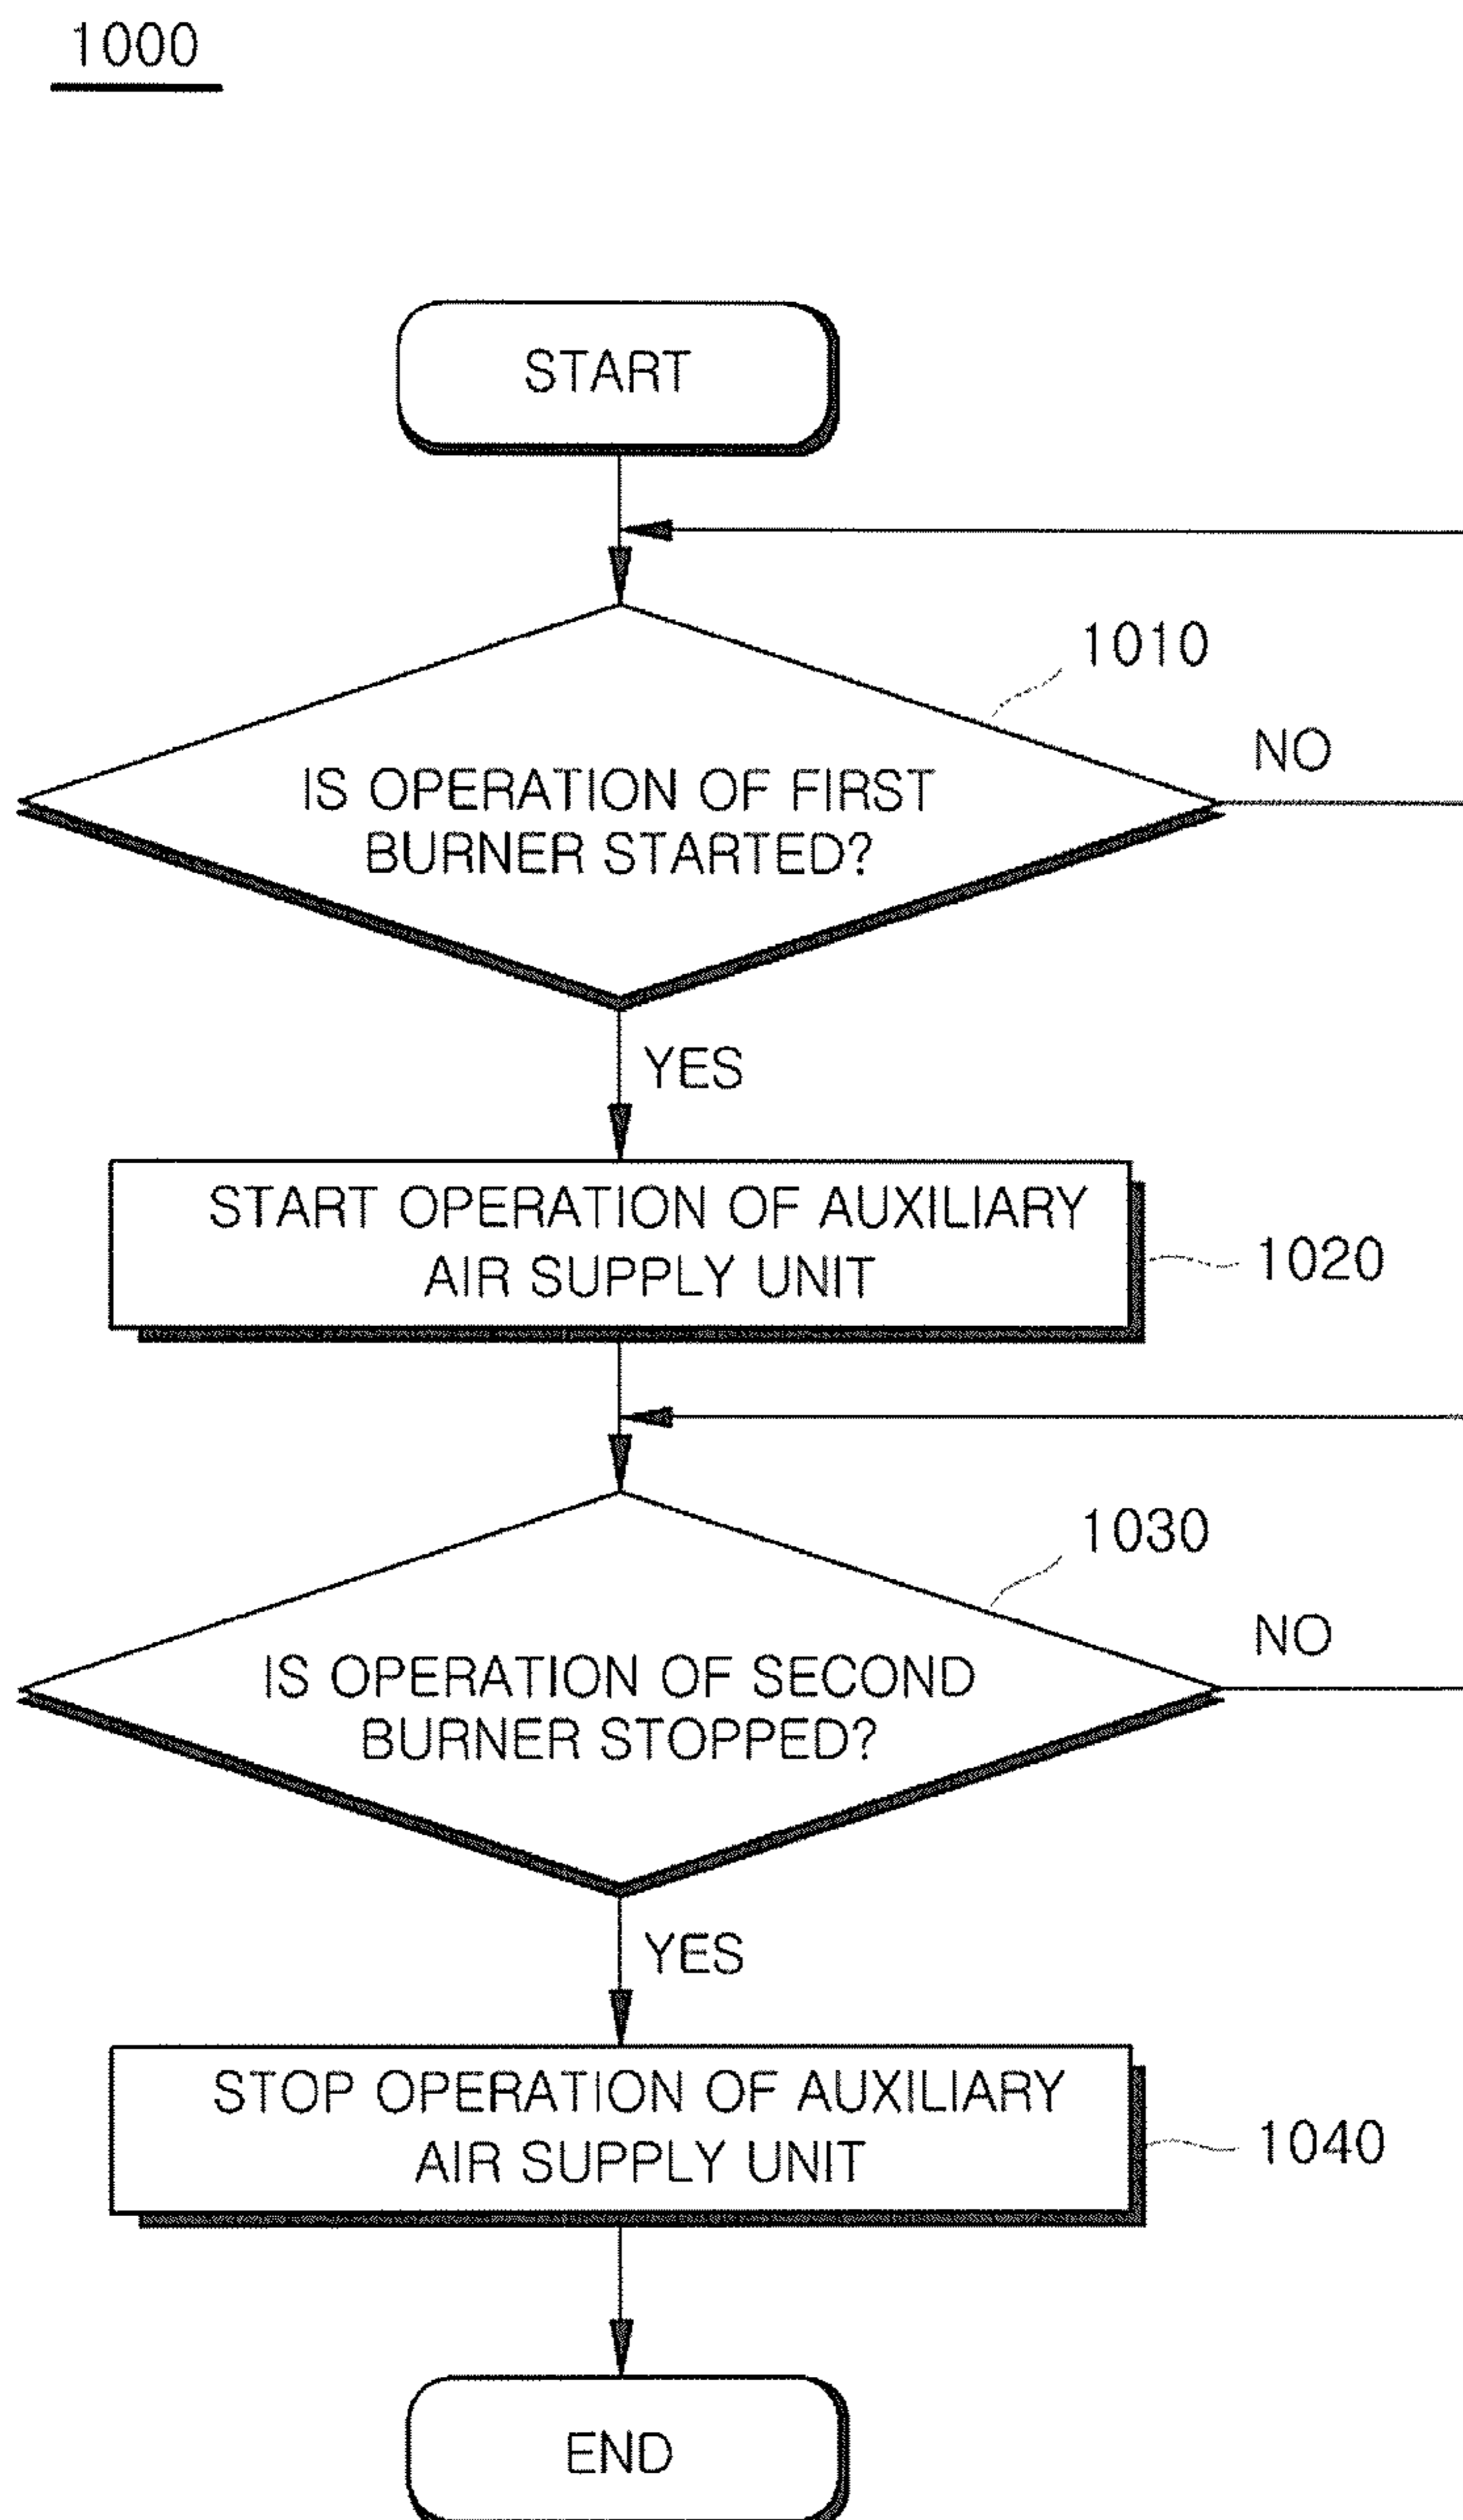 1000
START
1010
NO
IS OPERATION OF FIRST
BURNER STARTED?
YES
START OPERATION OF AUXILIARY
AIR SUPPLY UNIT
1020
1030
NO
IS OPERATION OF SECOND
BURNER STOPPED?
YES
STOP OPERATION OF AUXILIARY
AIR SUPPLY UNIT
1040
END